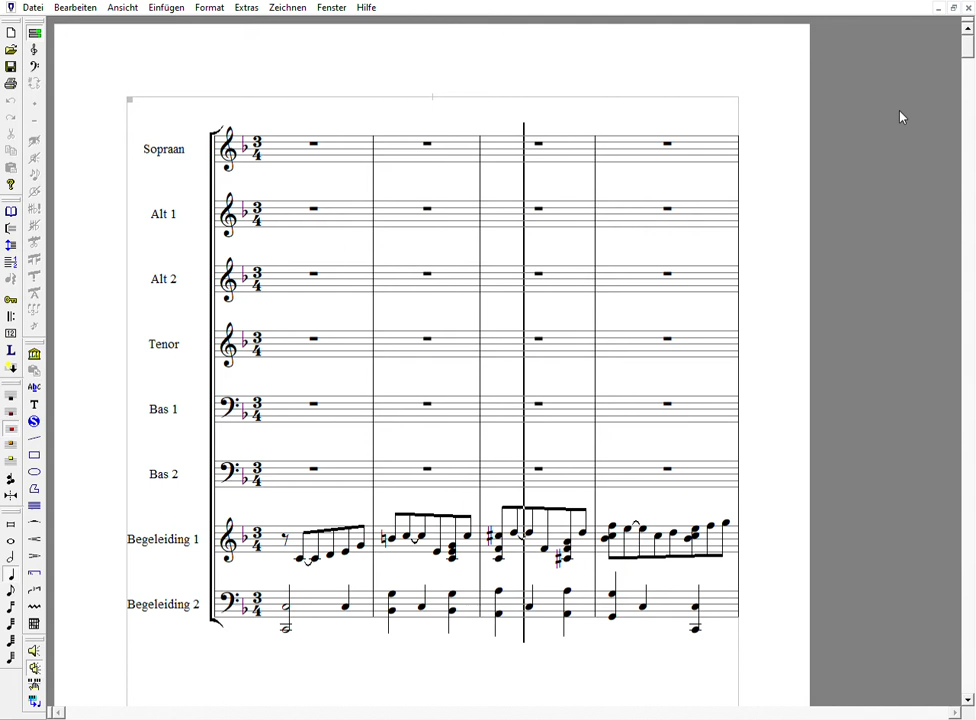 Datei Bearbeiten Ansicht Einfügen Format Extras Zeichnen Fenster Hilfe
Sopraan
Alt 1
Alt 2
Tenor
Bas 1
Bas 2
Begeleiding 1
Begeleiding 2